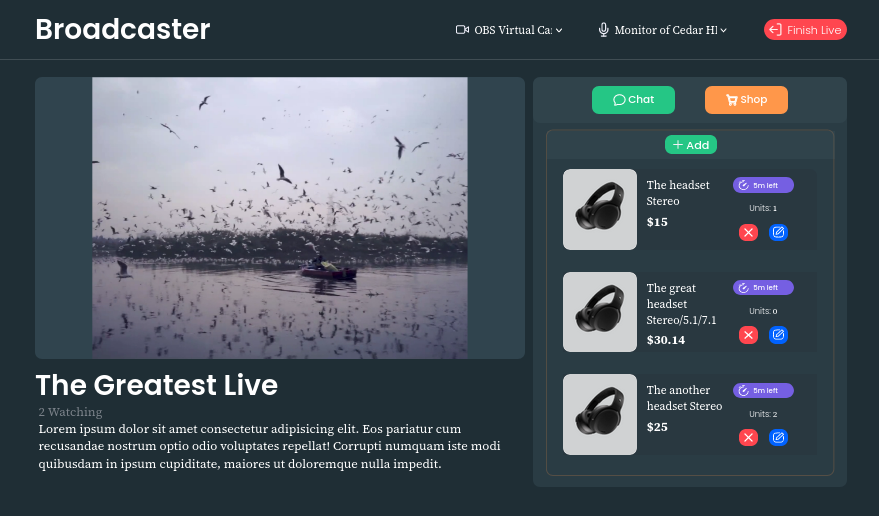 Broadcaster
OBS Virtual Ca
Monitor of Cedar HI
Finish Live
Chat
Shop
Add
The headset
Stereo
$15
5m left
Units: 1
The great
headset
Stereo/5.1/7.1
$30.14
5m left
Units: 0
The another
headset Stereo
$25
5m left
Units: 2
The Greatest Live
2 Watching
Lorem ipsum dolor sit amet consectetur adipisicing elit. Eos pariatur cum
recusandae nostrum optio odio voluptates repellat! Corrupti numquam iste modi
quibusdam in ipsum cupiditate, maiores ut doloremque nulla impedit.